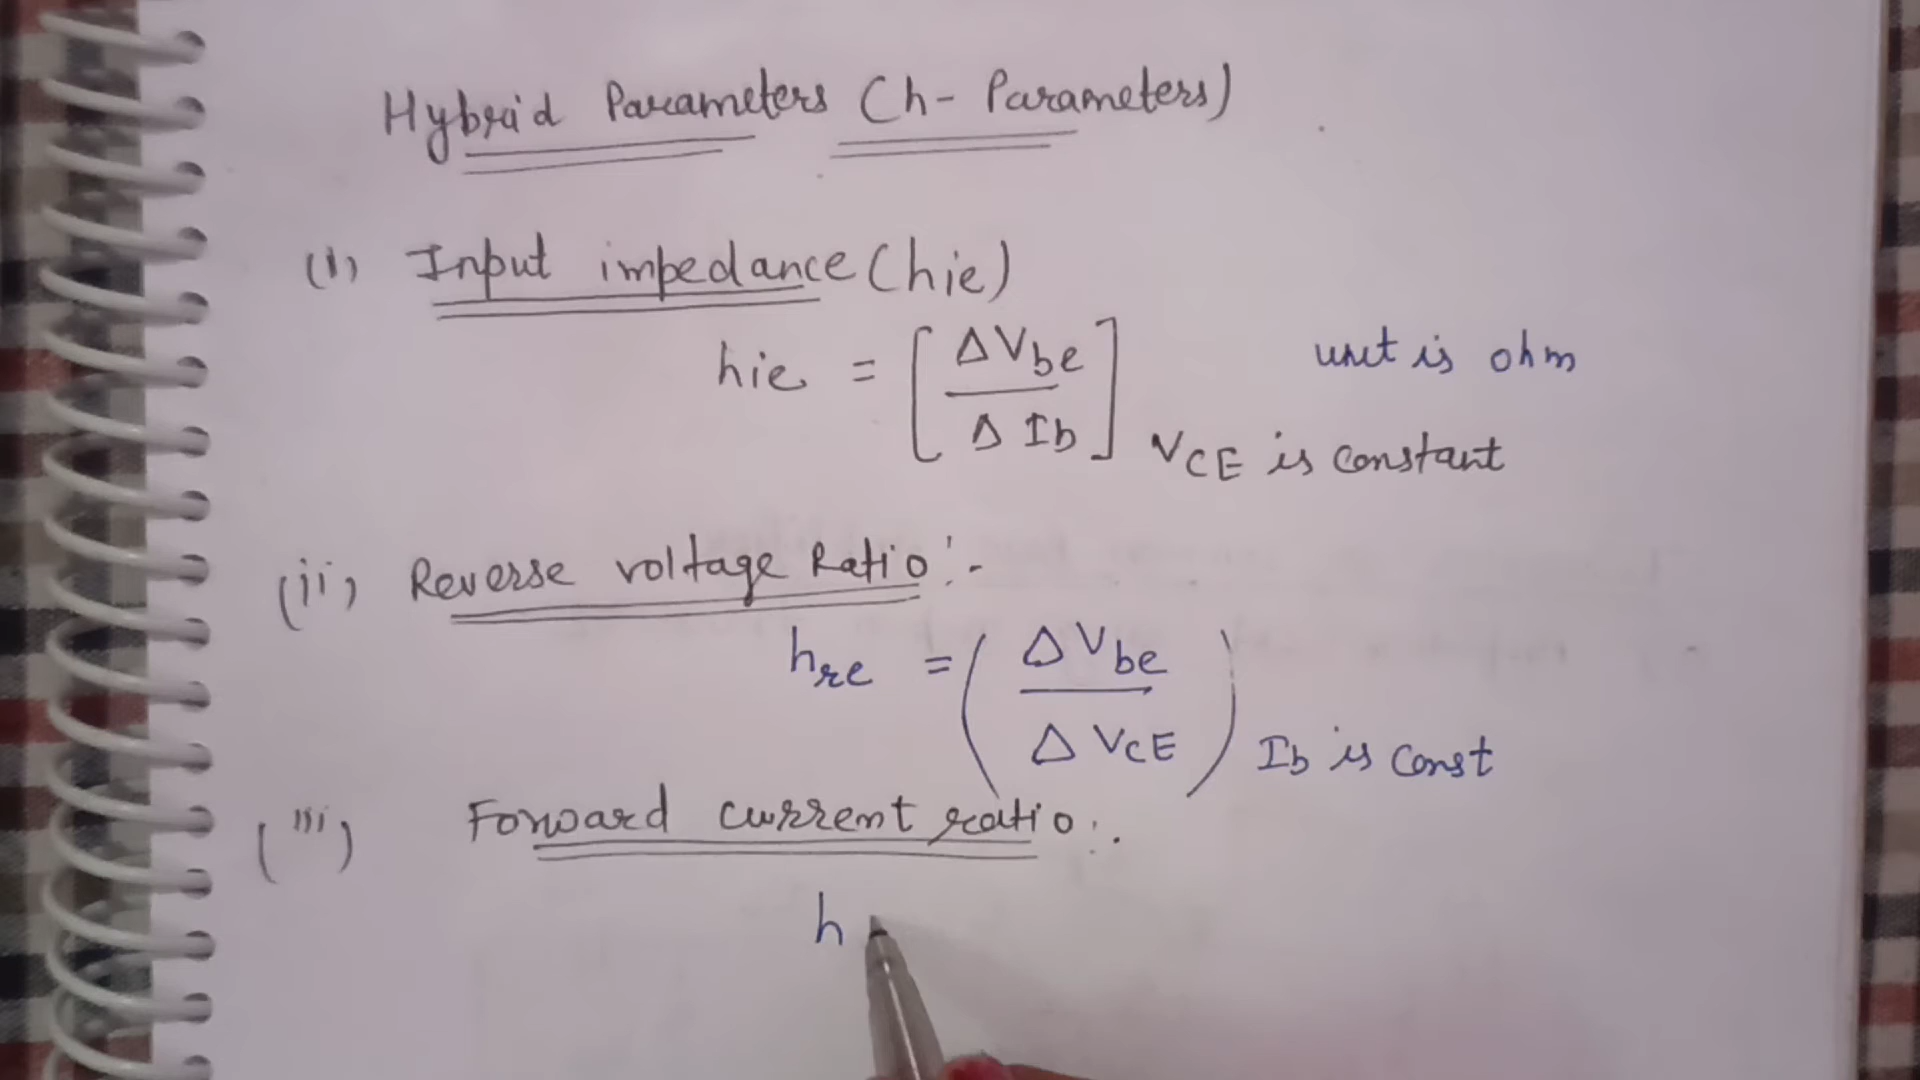 Hybrid Parameters (h- Parameters)
(i) Input impedance (hie)
hie = [ΔVbe / ΔIb] VCE is constant
unit is ohm
(ii) Reverse voltage Ratio:-
hre = (ΔVbe / ΔVCE) Ib is const
(iii) Forward current ratio:-
h